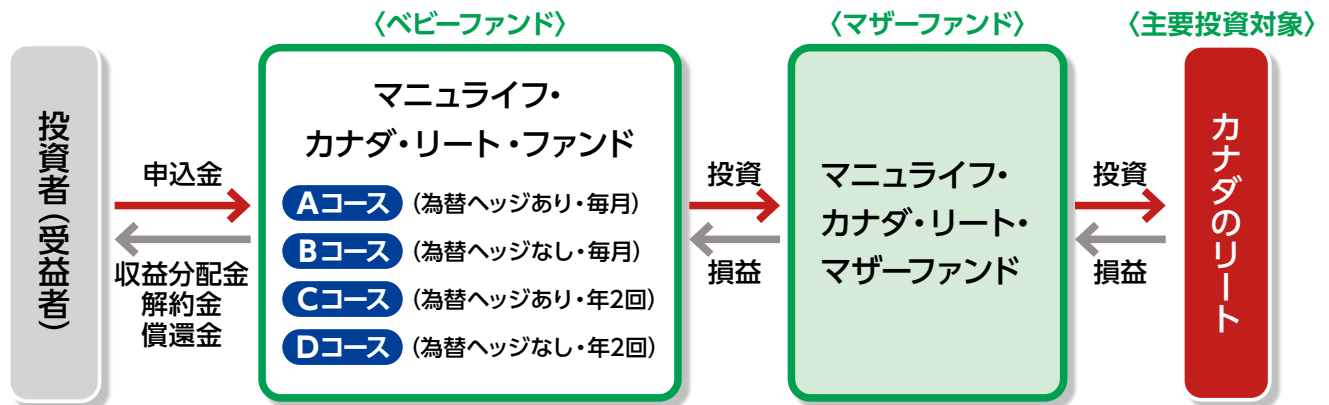 〈ベビーファンド〉
〈マザーファンド〉
〈主要投資対象〉
投資者（受益者）
申込金
収益分配金
解約金
償還金
マニュライフ・
カナダ・リート・ファンド
Aコース（為替ヘッジあり・毎月）
Bコース（為替ヘッジなし・毎月）
Cコース（為替ヘッジあり・年2回）
Dコース（為替ヘッジなし・年2回）
投資
損益
マニュライフ・
カナダ・リート・
マザーファンド
投資
損益
カナダのリート